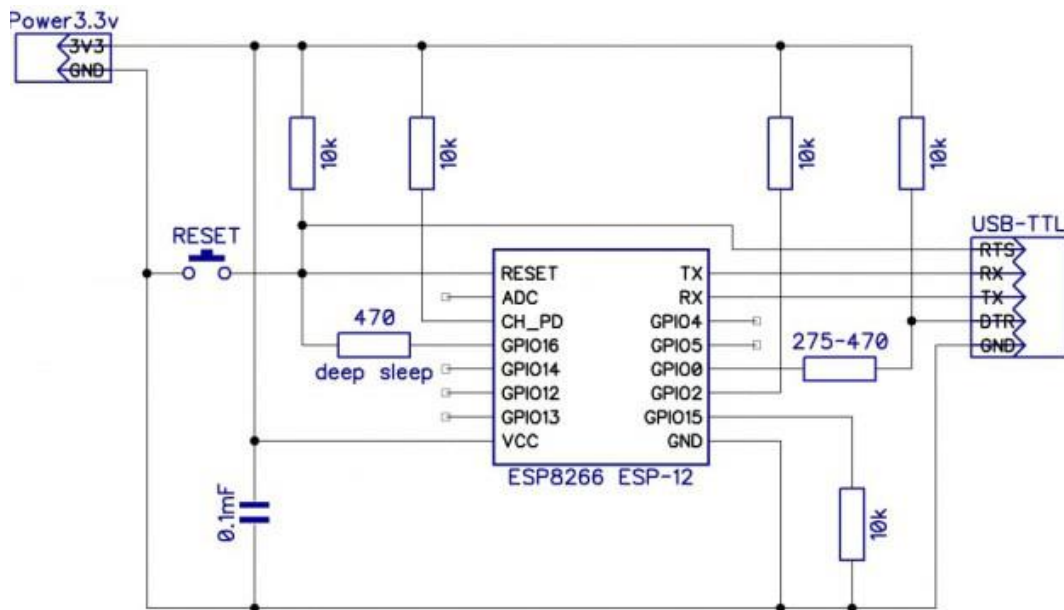 Power3.3v
3V3
GND
10k
10k
10k
10k
RESET
USB-TTL
RTS
RX
TX
DTR
GND
RESET
ADC
CH_PD
GPIO16
GPIO14
GPIO12
GPIO13
VCC
TX
RX
GPIO4
GPIO5
GPIO0
GPIO2
GPIO15
GND
470
deep sleep
275-470
ESP8266 ESP-12
0.1mF
10k